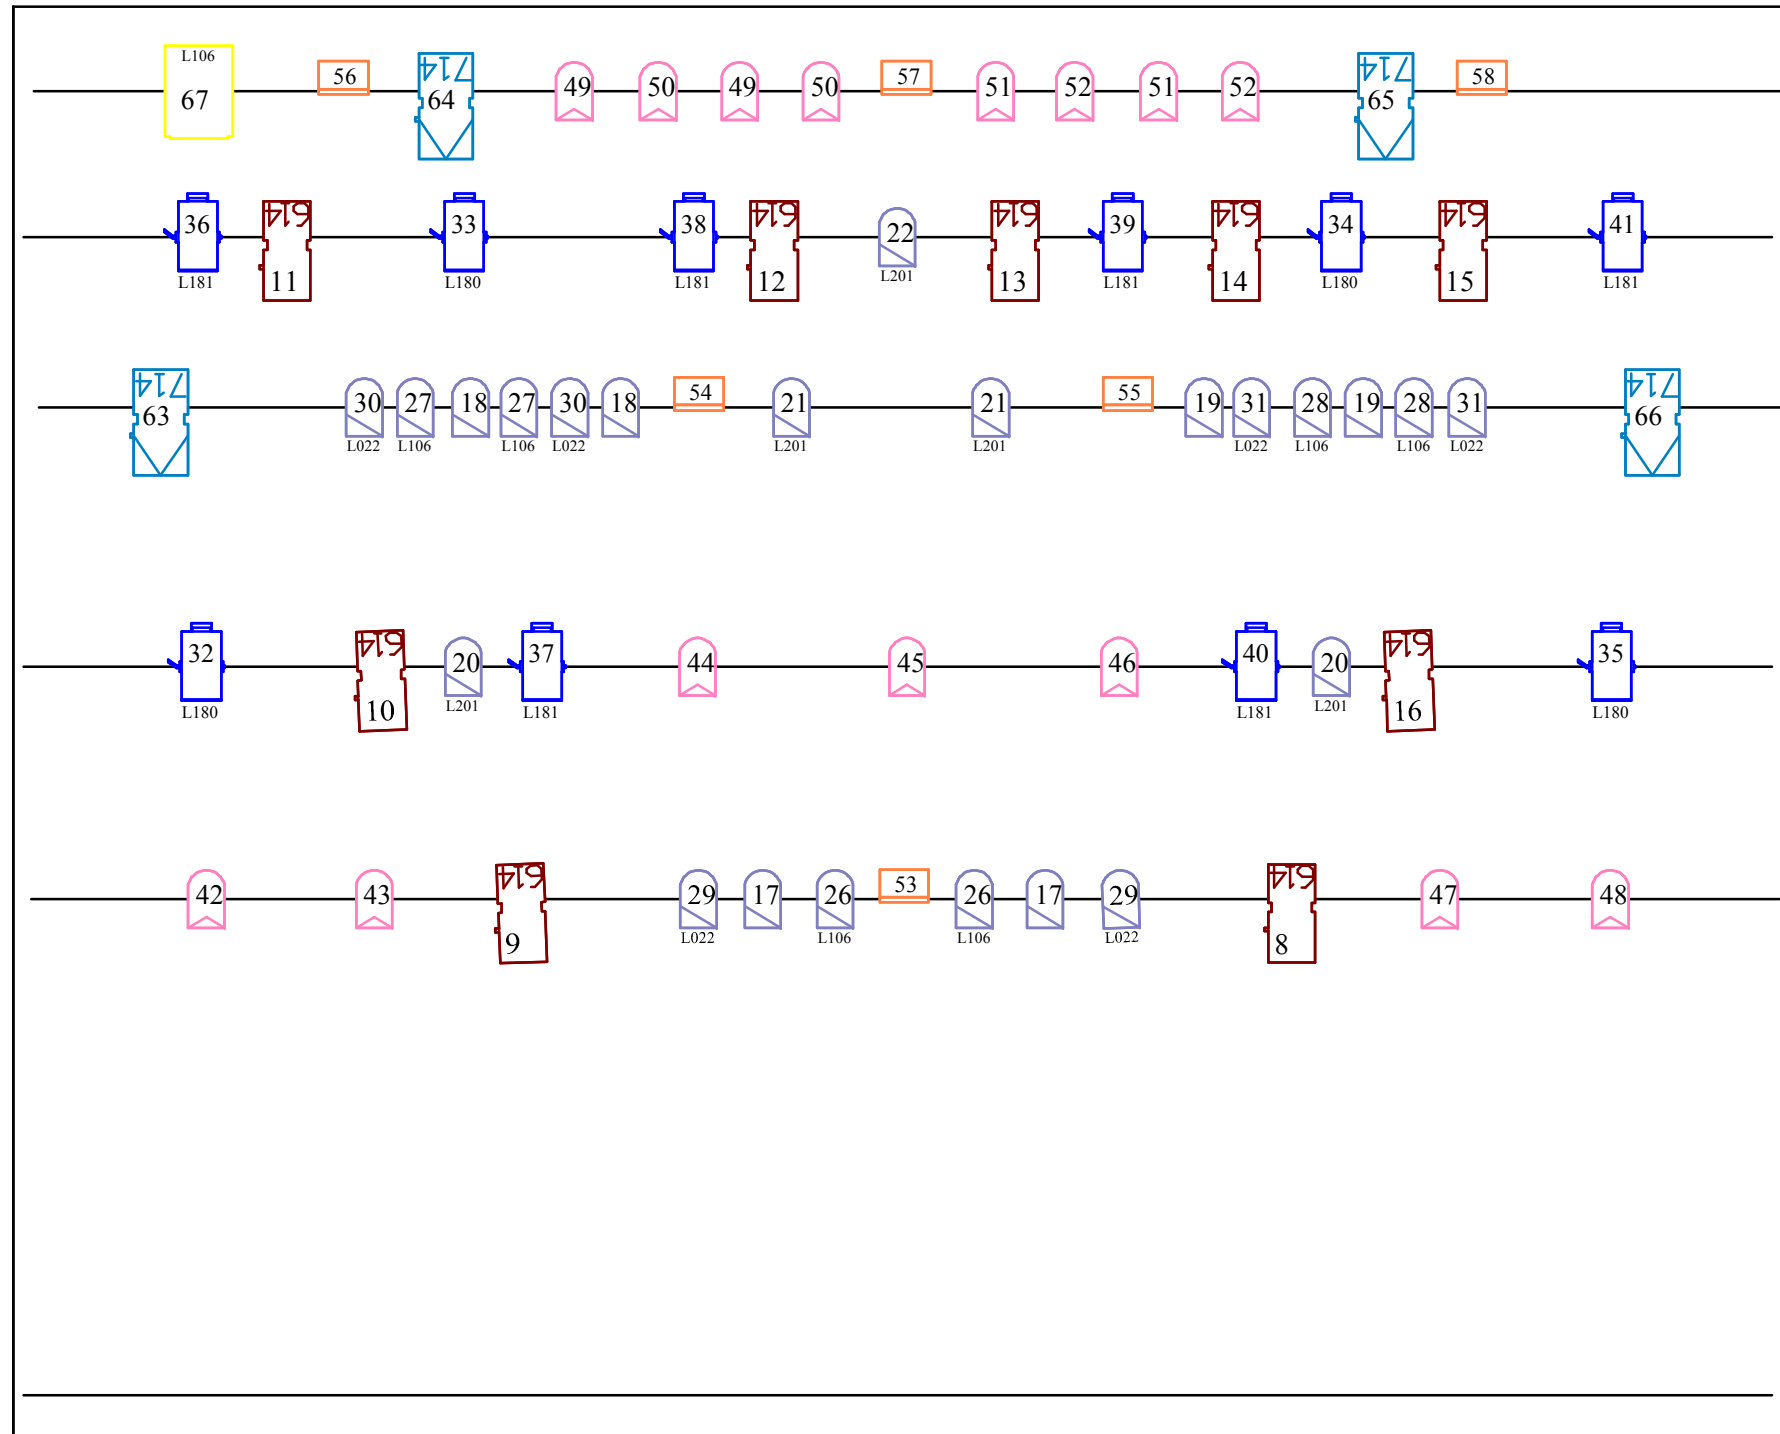 L106
67 56 714 64 49 50 49 50 57 51 52 51 52 714 65 58
36 614 11 33 38 614 12 22 614 13 39 614 14 34 614 15 41
L181 L180 L181 L201 L181 L180 L181
714 63 30 27 18 27 30 18 54 21 21 55 19 31 28 19 28 31 714 66
L022 L106 L106 L022 L201 L201 L022 L106 L106 L022
32 614 10 20 37 44 45 46 40 20 614 16 35
L180 L201 L181 L181 L201 L180
42 43 614 9 29 17 26 53 26 17 29 614 8 47 48
L022 L106 L106 L022